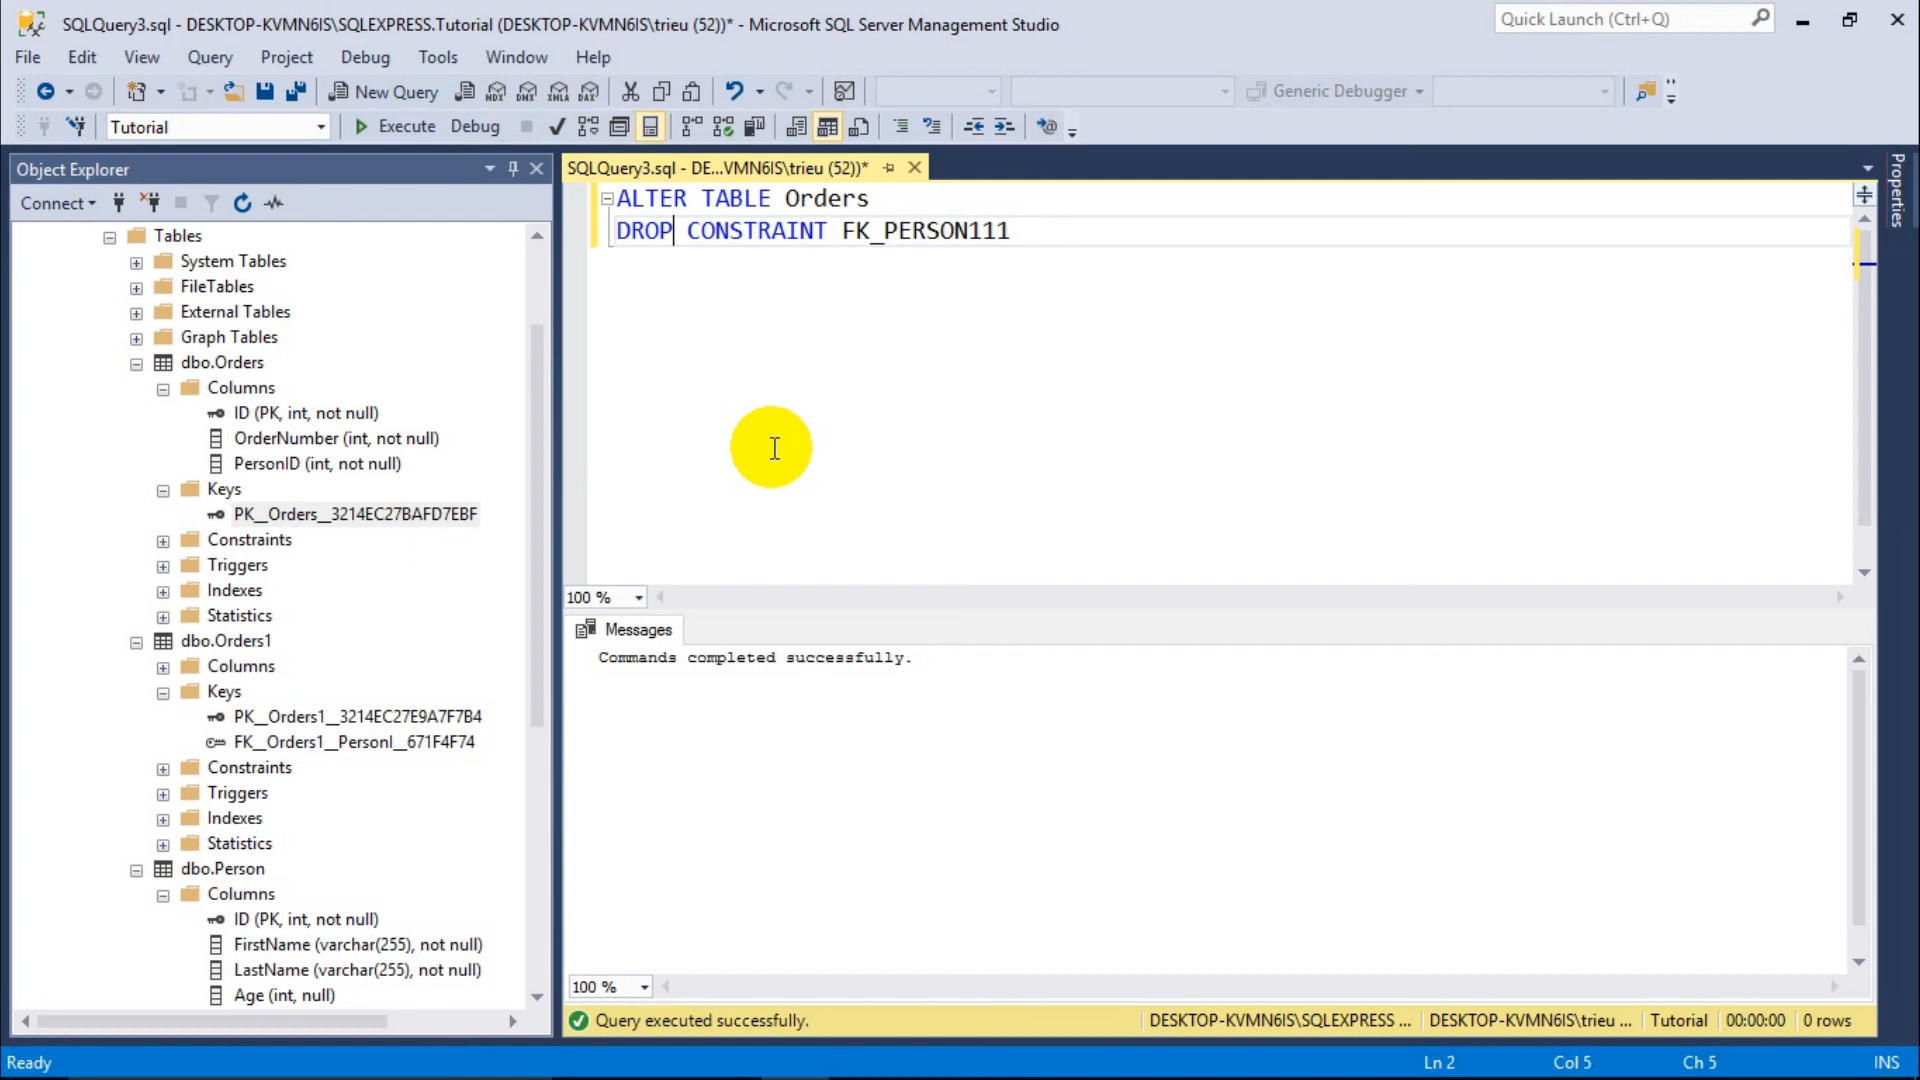 SQLQuery3.sql - DESKTOP-KVMN6IS\SQLEXPRESS.Tutorial (DESKTOP-KVMN6IS\trieu (52))* - Microsoft SQL Server Management Studio
Quick Launch (Ctrl+Q)
File Edit View Query Project Debug Tools Window Help
New Query
MDX DMX XMLA DAX
Generic Debugger
Tutorial
Execute Debug
Object Explorer
Connect
Tables
System Tables
FileTables
External Tables
Graph Tables
dbo.Orders
Columns
ID (PK, int, not null)
OrderNumber (int, not null)
PersonID (int, not null)
Keys
PK__Orders__3214EC27BAFD7EBF
Constraints
Triggers
Indexes
Statistics
dbo.Orders1
Columns
Keys
PK__Orders1__3214EC27E9A7F7B4
FK__Orders1__PersonI__671F4F74
Constraints
Triggers
Indexes
Statistics
dbo.Person
Columns
ID (PK, int, not null)
FirstName (varchar(255), not null)
LastName (varchar(255), not null)
Age (int, null)
SQLQuery3.sql - DE...VMN6IS\trieu (52))*
ALTER TABLE Orders
DROP CONSTRAINT FK_PERSON111
100 %
Messages
Commands completed successfully.
100 %
Query executed successfully.
DESKTOP-KVMN6IS\SQLEXPRESS ... DESKTOP-KVMN6IS\trieu ... Tutorial 00:00:00 0 rows
Properties
Ready
Ln 2 Col 5 Ch 5 INS